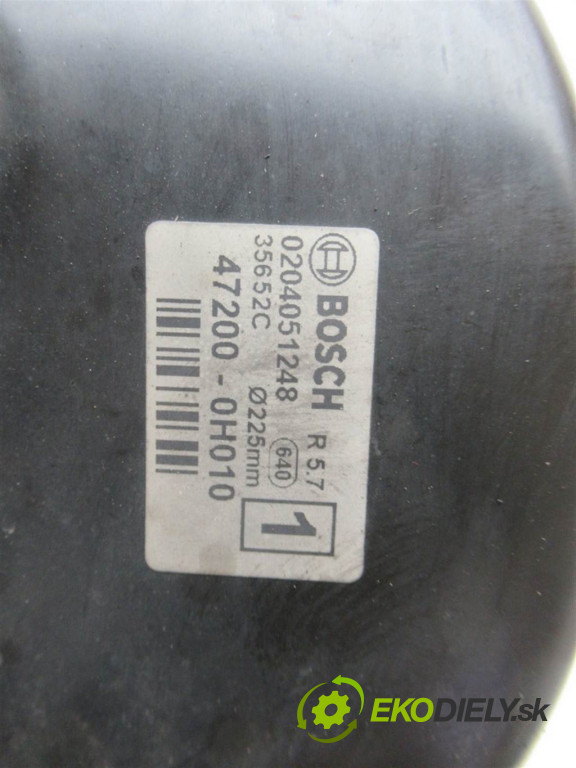 BOSCH R 5.7
0204051248 640 1
35652C Ø225mm
47200 - 0H010
EKODIELY.sk